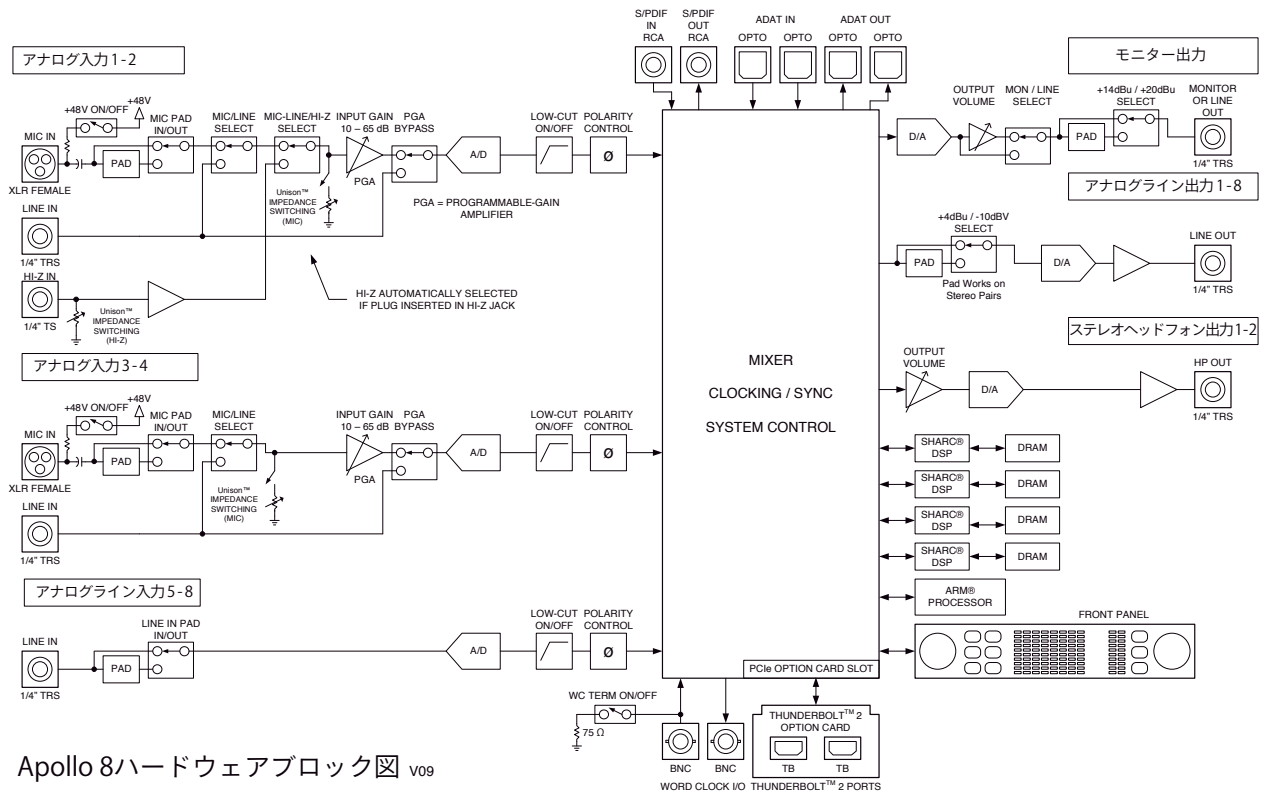 S/PDIF
IN
RCA
S/PDIF
OUT
RCA
ADAT IN
OPTO
OPTO
ADAT OUT
OPTO
OPTO
アナログ入力1-2
+48V ON/OFF
+48V
MIC IN
XLR FEMALE
PAD
MIC PAD
IN/OUT
MIC/LINE
SELECT
MIC-LINE/HI-Z
SELECT
INPUT GAIN
10 – 65 dB
PGA
PGA
BYPASS
A/D
LOW-CUT
ON/OFF
POLARITY
CONTROL
Ø
Unison™
IMPEDANCE
SWITCHING
(MIC)
PGA = PROGRAMMABLE-GAIN
AMPLIFIER
LINE IN
1/4" TRS
HI-Z IN
1/4" TS
Unison™
IMPEDANCE
SWITCHING
(HI-Z)
HI-Z AUTOMATICALLY SELECTED
IF PLUG INSERTED IN HI-Z JACK
アナログ入力3-4
+48V ON/OFF
+48V
MIC IN
XLR FEMALE
PAD
MIC PAD
IN/OUT
MIC/LINE
SELECT
INPUT GAIN
10 – 65 dB
PGA
PGA
BYPASS
A/D
LOW-CUT
ON/OFF
POLARITY
CONTROL
Ø
Unison™
IMPEDANCE
SWITCHING
(MIC)
LINE IN
1/4" TRS
アナログライン入力5-8
LINE IN
1/4" TRS
PAD
LINE IN PAD
IN/OUT
A/D
LOW-CUT
ON/OFF
POLARITY
CONTROL
Ø
MIXER
CLOCKING / SYNC
SYSTEM CONTROL
PCIe OPTION CARD SLOT
モニター出力
D/A
OUTPUT
VOLUME
MON / LINE
SELECT
PAD
+14dBu / +20dBu
SELECT
MONITOR
OR LINE
OUT
1/4" TRS
アナログライン出力1-8
PAD
+4dBu / -10dBV
SELECT
Pad Works on
Stereo Pairs
D/A
LINE OUT
1/4" TRS
ステレオヘッドフォン出力1-2
OUTPUT
VOLUME
D/A
HP OUT
1/4" TRS
SHARC®
DSP
DRAM
SHARC®
DSP
DRAM
SHARC®
DSP
DRAM
SHARC®
DSP
DRAM
ARM®
PROCESSOR
FRONT PANEL
WC TERM ON/OFF
75 Ω
BNC
BNC
WORD CLOCK I/O
THUNDERBOLT™ 2
OPTION CARD
TB
TB
THUNDERBOLT™ 2 PORTS
Apollo 8ハードウェアブロック図 V09